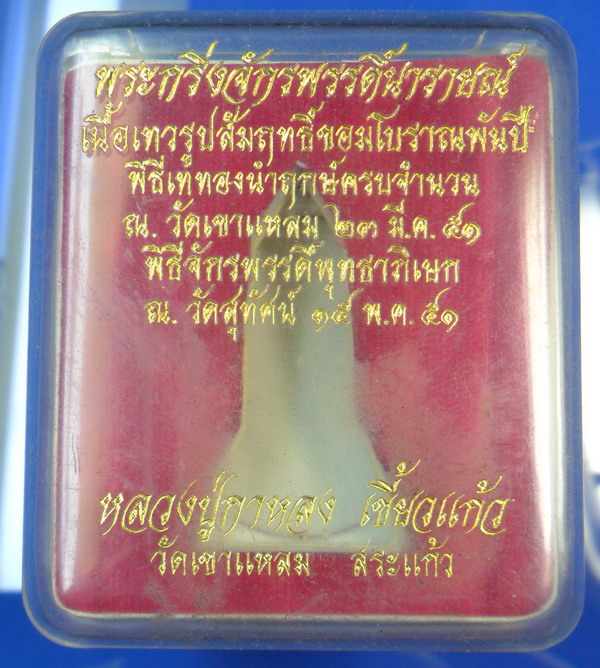 พระกริ่งจักรพรรดิ์นารายณ์
เนื้อเทวรูปสัมฤทธิ์ขอมโบราณพันปี
พิธีเททองนำฤกษ์ครบจำนวน
ณ. วัดเขาแหลม ๒๓ มี.ค. ๕๑
พิธีจักรพรรดิ์พุทธาภิเษก
ณ. วัดสุทัศน์ ๑๕ พ.ค. ๕๑
หลวงปู่กาหลง เขี้ยวแก้ว
วัดเขาแหลม สระแก้ว